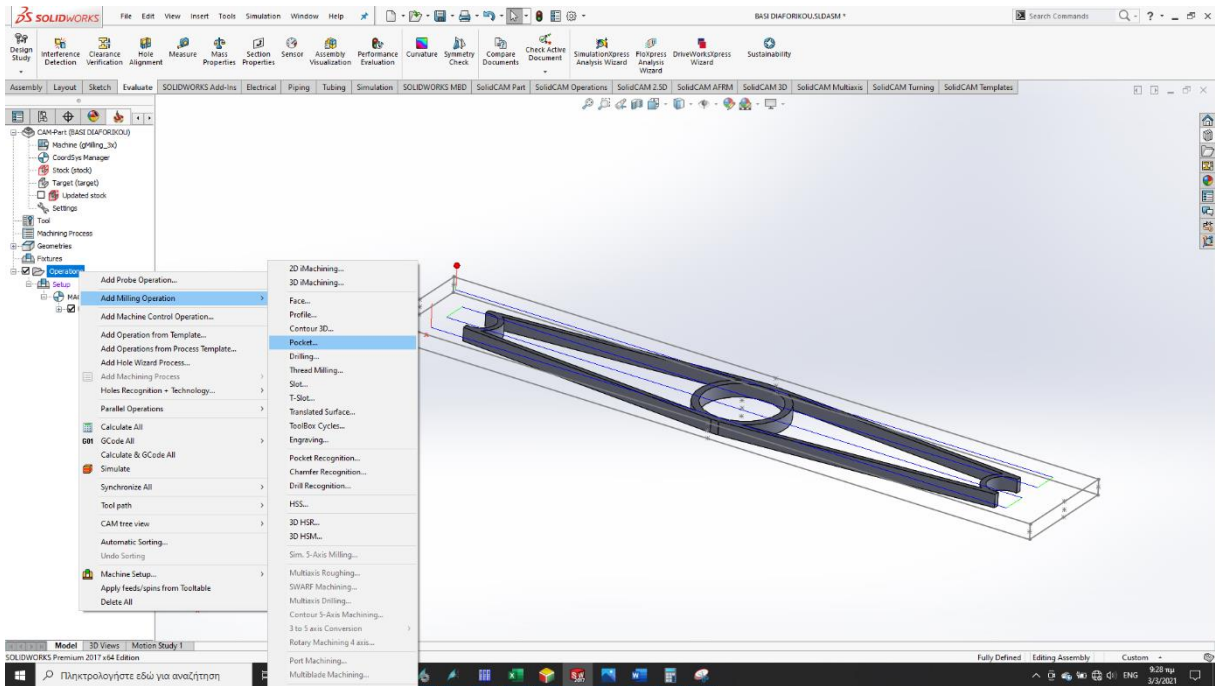 SOLIDWORKS File Edit View Insert Tools Simulation Window Help BASI DIAFORIKOU.SLDASM * Search Commands
Design Study
Interference Detection
Clearance Verification
Hole Alignment
Measure
Mass Properties
Section Properties
Sensor
Assembly Visualization
Performance Evaluation
Curvature
Symmetry Check
Compare Documents
Check Active Document
SimulationXpress Analysis Wizard
FloXpress Analysis Wizard
DriveWorksXpress Wizard
Sustainability
Assembly Layout Sketch Evaluate SOLIDWORKS Add-Ins Electrical Piping Tubing Simulation SOLIDWORKS MBD SolidCAM Part SolidCAM Operations SolidCAM 2.5D SolidCAM AFRM SolidCAM 3D SolidCAM Multiaxis SolidCAM Turning SolidCAM Templates
CAM-Part (BASI DIAFORIKOU)
Machine (gMilling_3x)
CoordSys Manager
Stock (stock)
Target (target)
Updated stock
Settings
Tool
Machining Process
Geometries
Fixtures
Operations
Setup
Add Probe Operation...
Add Milling Operation
Add Machine Control Operation...
Add Operation from Template...
Add Operations from Process Template...
Add Hole Wizard Process...
Add Machining Process
Holes Recognition + Technology...
Parallel Operations
Calculate All
G01 GCode All
Calculate & GCode All
Simulate
Synchronize All
Tool path
CAM tree view
Automatic Sorting...
Undo Sorting
Machine Setup...
Apply feeds/spins from Tooltable
Delete All
2D iMachining...
3D iMachining...
Face...
Profile...
Contour 3D...
Pocket...
Drilling...
Thread Milling...
Slot...
T-Slot...
Translated Surface...
ToolBox Cycles...
Engraving...
Pocket Recognition...
Chamfer Recognition...
Drill Recognition...
HSS...
3D HSR...
3D HSM...
Sim. 5-Axis Milling...
Multiaxis Roughing...
SWARF Machining...
Multiaxis Drilling...
Contour 5-Axis Machining...
3 to 5 axis Conversion
Rotary Machining 4 axis...
Port Machining...
Multiblade Machining...
Model 3D Views Motion Study 1
SOLIDWORKS Premium 2017 x64 Edition Fully Defined Editing Assembly Custom
Πληκτρολογήστε εδώ για αναζήτηση ENG 9:28 πμ
3/3/2021